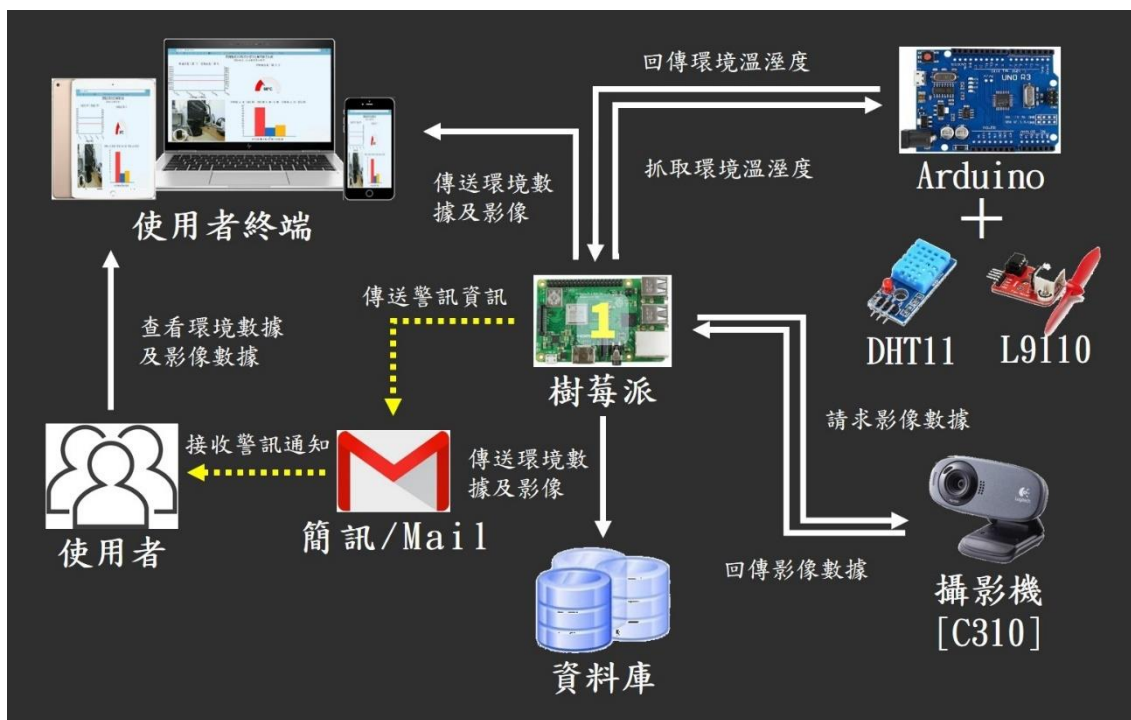 回傳環境溫溼度
UNO R3
抓取環境溫溼度
Arduino
傳送環境數
據及影像
使用者終端
傳送警訊資訊
1
DHT11
L9110
查看環境數據
及影像數據
樹莓派
請求影像數據
接收警訊通知
傳送環境數
據及影像
使用者
簡訊/Mail
回傳影像數據
攝影機
[C310]
資料庫